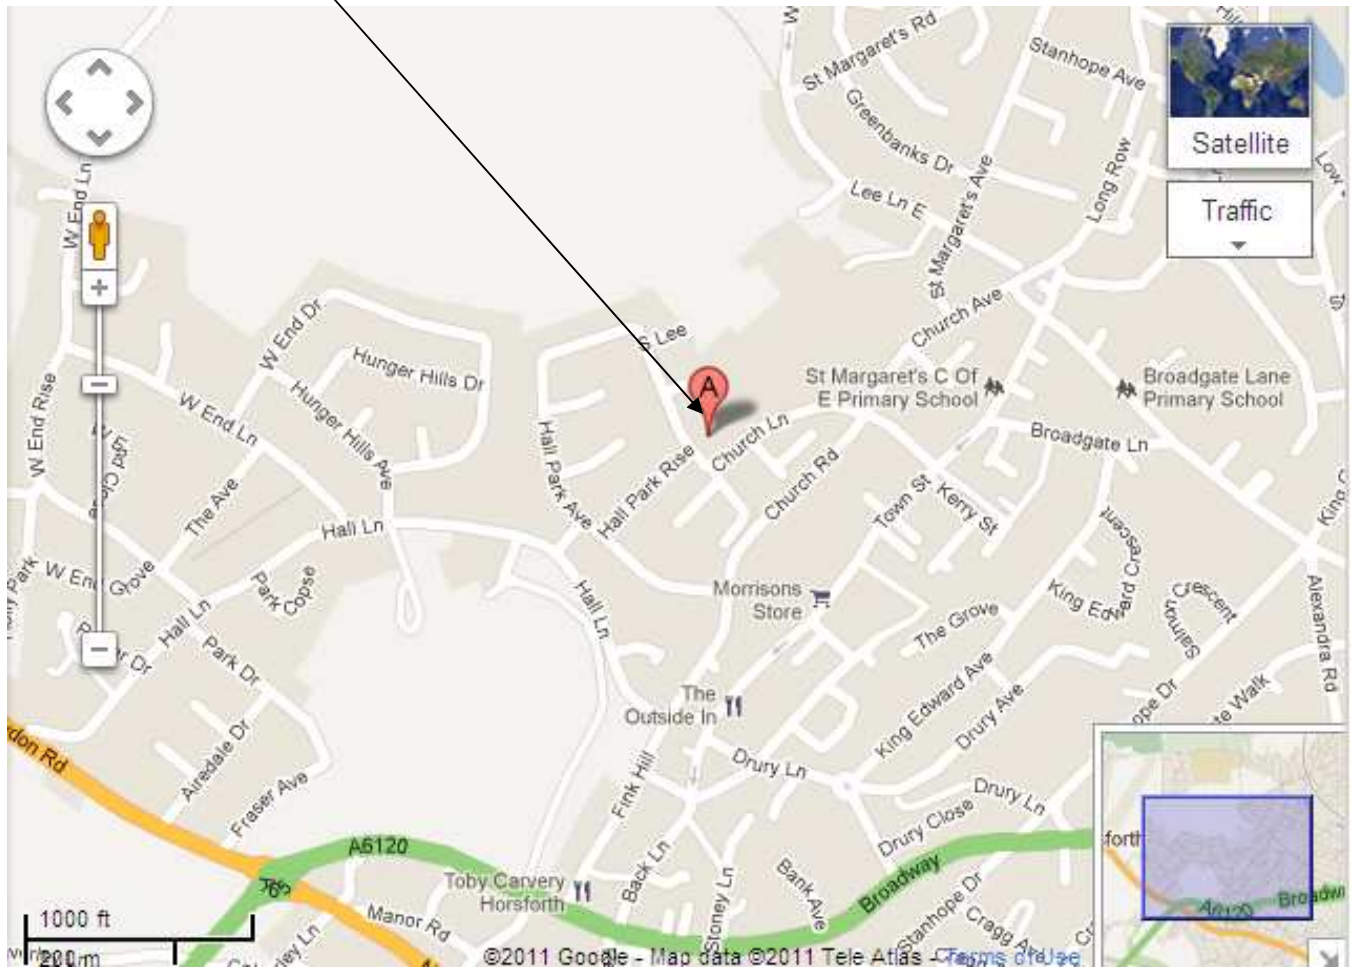 St Margaret's Rd
Stanhope Ave
Greenbanks Dr
Satellite
Long Row
Lee Ln E
St Margaret's Ave
Traffic
W End Ln
W End Dr
S Lee
Church Ave
Hunger Hills Dr
A
St Margaret's C Of
E Primary School
Broadgate Lane
Primary School
W End Rise
W End Ln
Hunger Hills Ave
Hall Park Ave
Hall Park Rise
Church Ln
Church Rd
Broadgate Ln
The Ave
Town St
Kerry St
Hall Ln
W End Grove
Park Copse
Hall Ln
Morrisons
Store
The Grove
King Edward Crescent
Crescent
Alexandra Rd
Hall Ln
Park Dr
The
Outside In
King Edward Ave
Drury Ave
Airedale Dr
Fraser Ave
Fink Hill
Drury Ln
Drury Ln
Drury Close
A6120
Toby Carvery
Horsforth
Back Ln
Stoney Ln
Bank Ave
Broadway
Stanhope Dr
Manor Rd
A6120
1000 ft
200 m
©2011 Google - Map data ©2011 Tele Atlas - Terms of Use